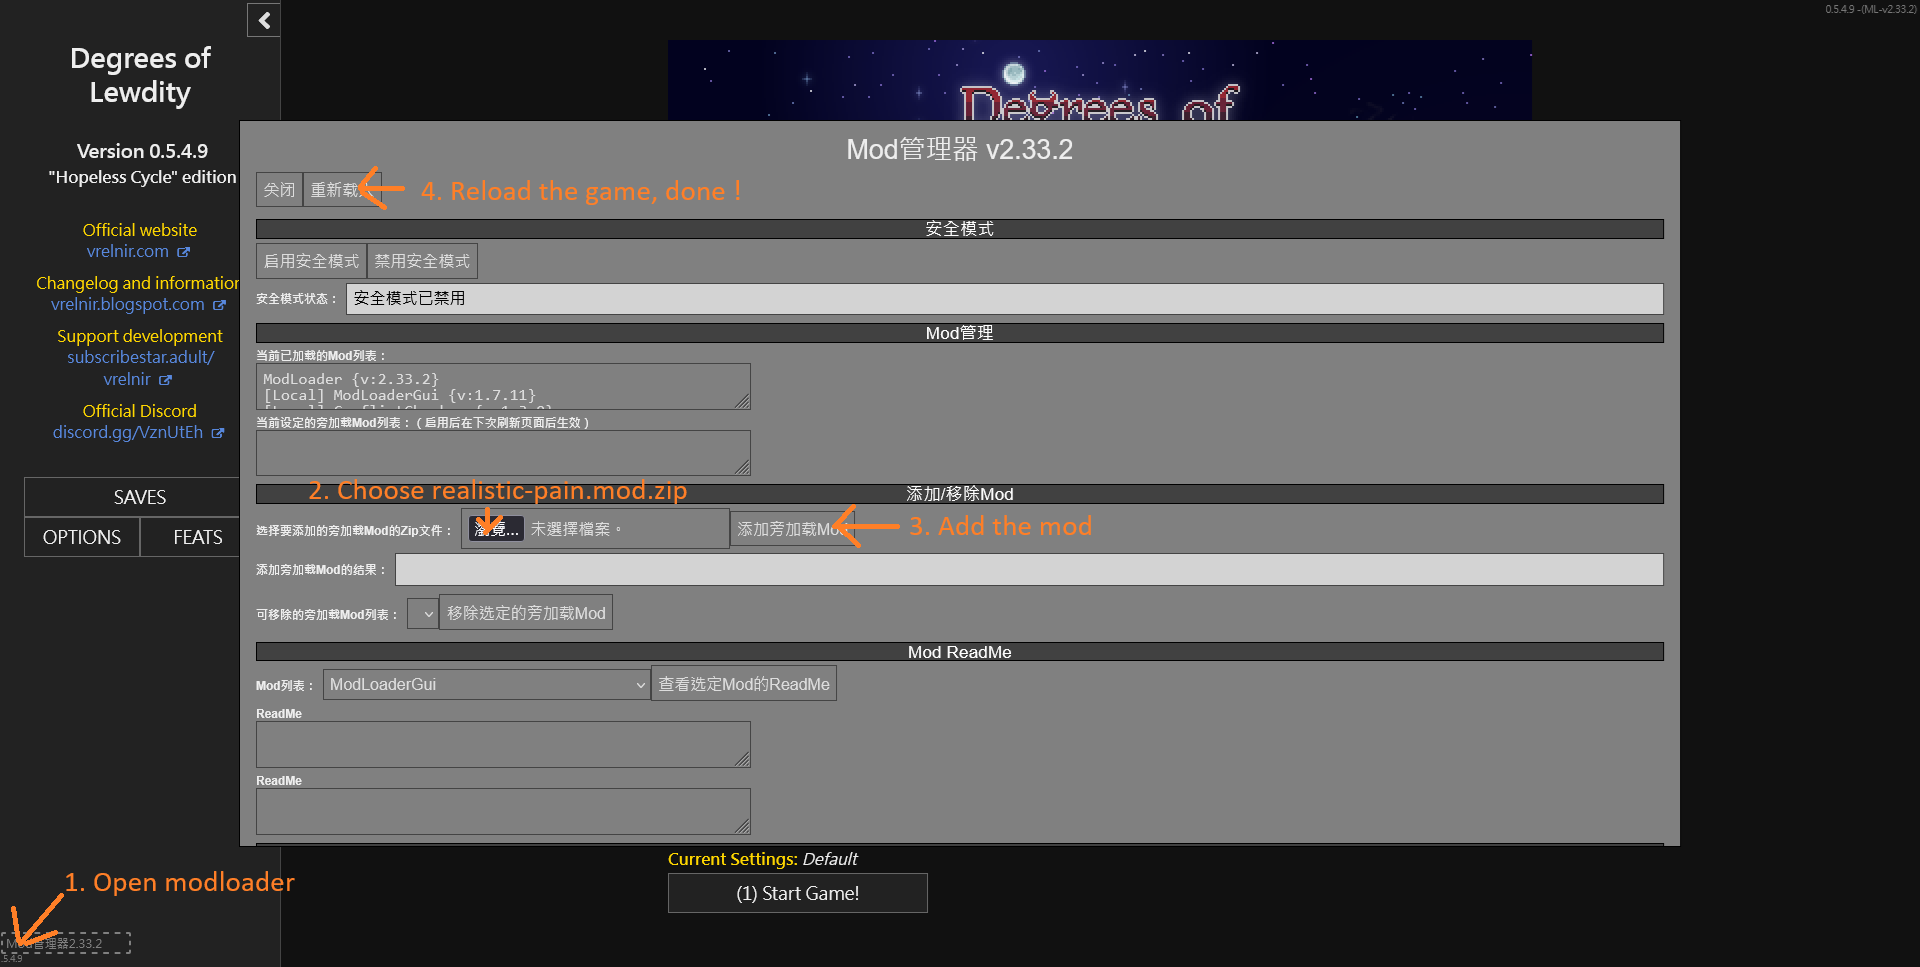 0.5.4.9 -(ML-v2.33.2)
Degrees of
Lewdity
Version 0.5.4.9
"Hopeless Cycle" edition
Official website
vrelnir.com
Changelog and information
vrelnir.blogspot.com
Support development
subscribestar.adult/
vrelnir
Official Discord
discord.gg/VznUtEh
SAVES
OPTIONS
FEATS
1. Open modloader
Mod管理器2.33.2
.5.4.9
Degrees of
Mod管理器 v2.33.2
关闭
重新载
4. Reload the game, done !
安全模式
启用安全模式
禁用安全模式
安全模式状态：
安全模式已禁用
Mod管理
当前已加载的Mod列表：
ModLoader {v:2.33.2}
[Local] ModLoaderGui {v:1.7.11}
当前设定的旁加载Mod列表：( 启用后在下次刷新页面后生效 )
2. Choose realistic-pain.mod.zip
添加/移除Mod
选择要添加的旁加载Mod的Zip文件：
瀏覽...
未選擇檔案。
添加旁加载Mod
3. Add the mod
添加旁加载Mod的结果：
可移除的旁加载Mod列表：
移除选定的旁加载Mod
Mod ReadMe
Mod列表：
ModLoaderGui
查看选定Mod的ReadMe
ReadMe
ReadMe
Current Settings: Default
(1) Start Game!